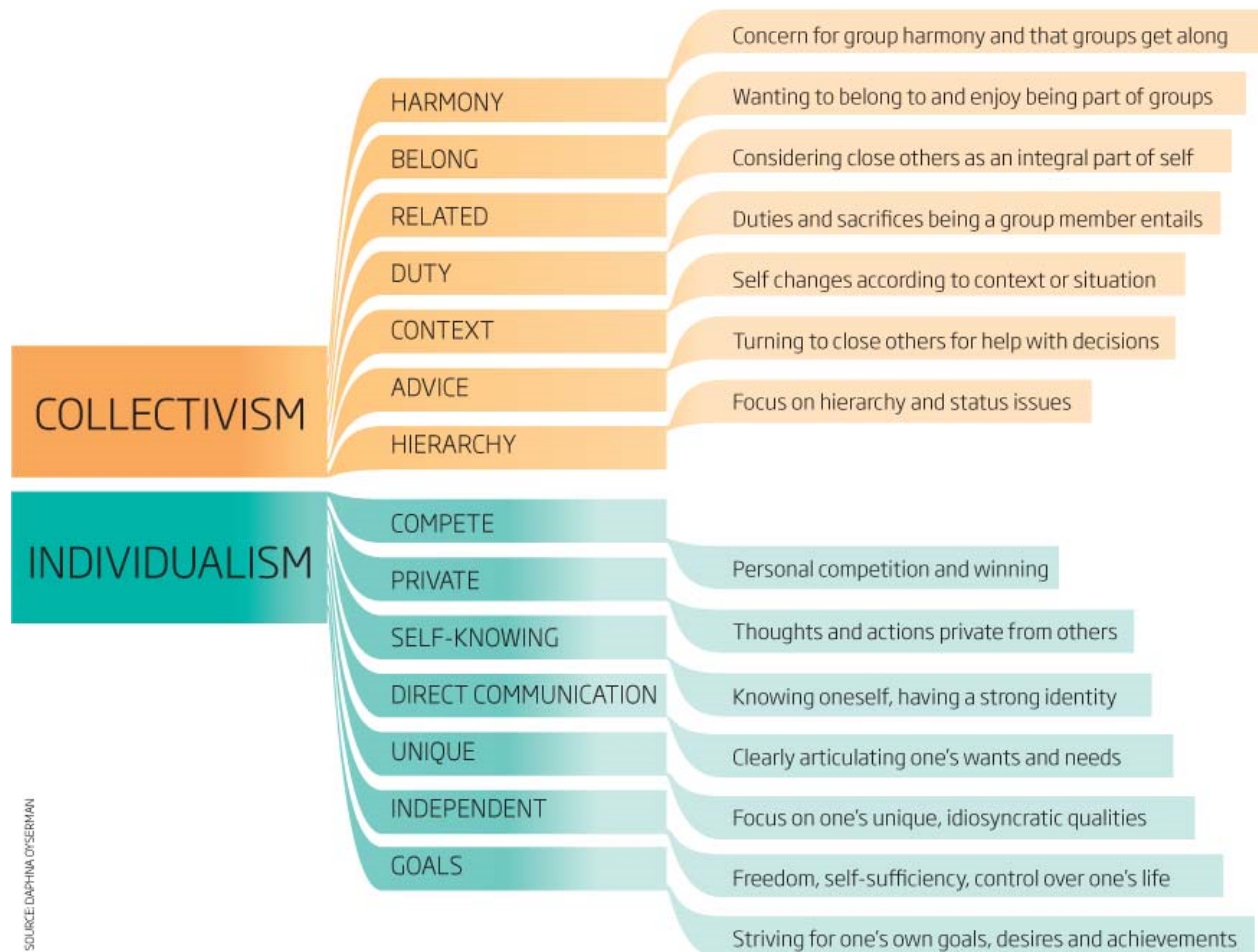 COLLECTIVISM
HARMONY
Concern for group harmony and that groups get along
BELONG
Wanting to belong to and enjoy being part of groups
RELATED
Considering close others as an integral part of self
DUTY
Duties and sacrifices being a group member entails
CONTEXT
Self changes according to context or situation
ADVICE
Turning to close others for help with decisions
HIERARCHY
Focus on hierarchy and status issues
INDIVIDUALISM
COMPETE
Personal competition and winning
PRIVATE
Thoughts and actions private from others
SELF-KNOWING
Knowing oneself, having a strong identity
DIRECT COMMUNICATION
Clearly articulating one's wants and needs
UNIQUE
Focus on one's unique, idiosyncratic qualities
INDEPENDENT
Freedom, self-sufficiency, control over one's life
GOALS
Striving for one's own goals, desires and achievements
SOURCE: DAPHNA OYSERMAN